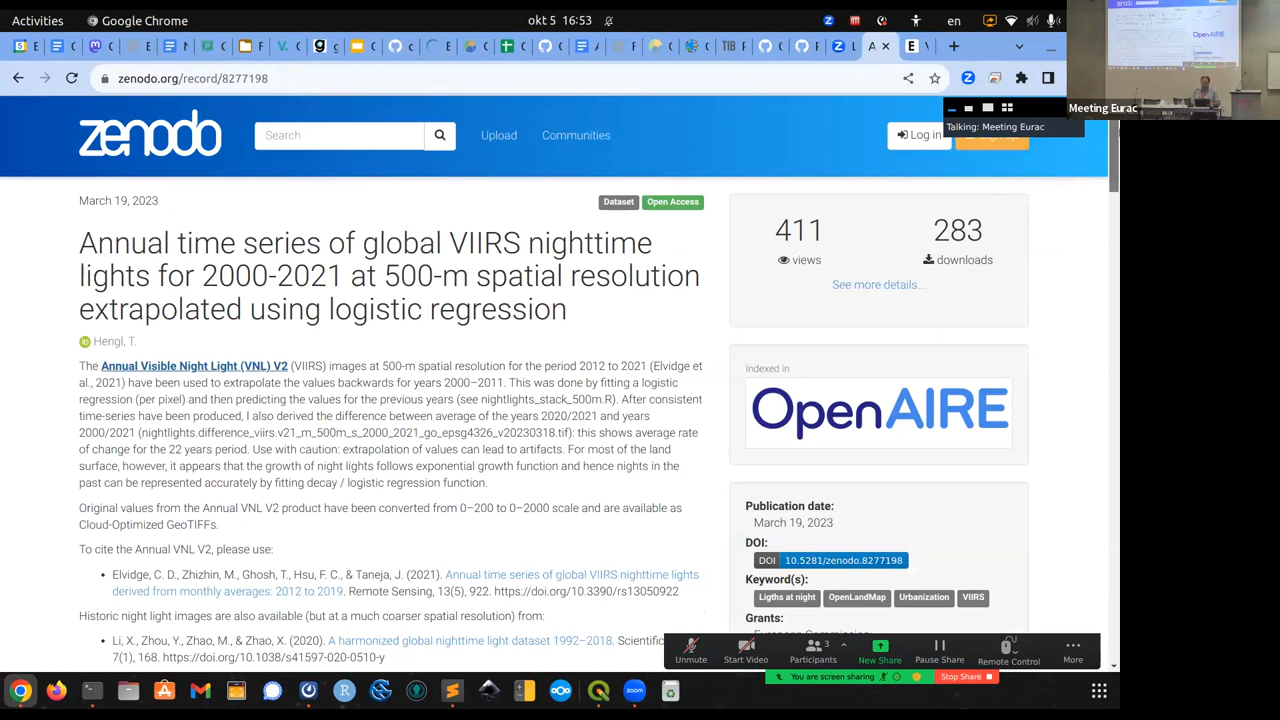 Activities
Google Chrome
okt 5 16:53
en
zenodo.org/record/8277198
OpenAIRE
Meeting Eurac
Talking: Meeting Eurac
zenodo
Search
Upload
Communities
Log in
March 19, 2023
Dataset
Open Access
Annual time series of global VIIRS nighttime
lights for 2000-2021 at 500-m spatial resolution
extrapolated using logistic regression
Hengl, T.
The Annual Visible Night Light (VNL) V2 (VIIRS) images at 500-m spatial resolution for the period 2012 to 2021 (Elvidge et
al., 2021) have been used to extrapolate the values backwards for years 2000–2011. This was done by fitting a logistic
regression (per pixel) and then predicting the values for the previous years (see nightlights_stack_500m.R). After consistent
time-series have been produced, I also derived the difference between average of the years 2020/2021 and years
2000/2021 (nightlights.difference_viirs.v21_m_500m_s_2000_2021_go_epsg4326_v20230318.tif): this shows average rate
of change for the 22 years period. Use with caution: extrapolation of values can lead to artifacts. For most of the land
surface, however, it appears that the growth of night lights follows exponential growth function and hence nights in the
past can be represented accurately by fitting decay / logistic regression function.
Original values from the Annual VNL V2 product have been converted from 0–200 to 0–2000 scale and are available as
Cloud-Optimized GeoTIFFs.
To cite the Annual VNL V2, please use:
• Elvidge, C. D., Zhizhin, M., Ghosh, T., Hsu, F. C., & Taneja, J. (2021). Annual time series of global VIIRS nighttime lights
derived from monthly averages: 2012 to 2019. Remote Sensing, 13(5), 922. https://doi.org/10.3390/rs13050922
Historic night light images are also available (but at a much coarser spatial resolution) from:
• Li, X., Zhou, Y., Zhao, M., & Zhao, X. (2020). A harmonized global nighttime light dataset 1992–2018. Scientific
7(1), 168. https://doi.org/10.1038/s41597-020-0510-y
411
views
283
downloads
See more details...
Indexed in
OpenAIRE
Publication date:
March 19, 2023
DOI:
DOI 10.5281/zenodo.8277198
Keyword(s):
Ligths at night
OpenLandMap
Urbanization
VIIRS
Grants:
European Commission:
Unmute
Start Video
Participants
3
New Share
Pause Share
Remote Control
More
You are screen sharing
Stop Share
zoom